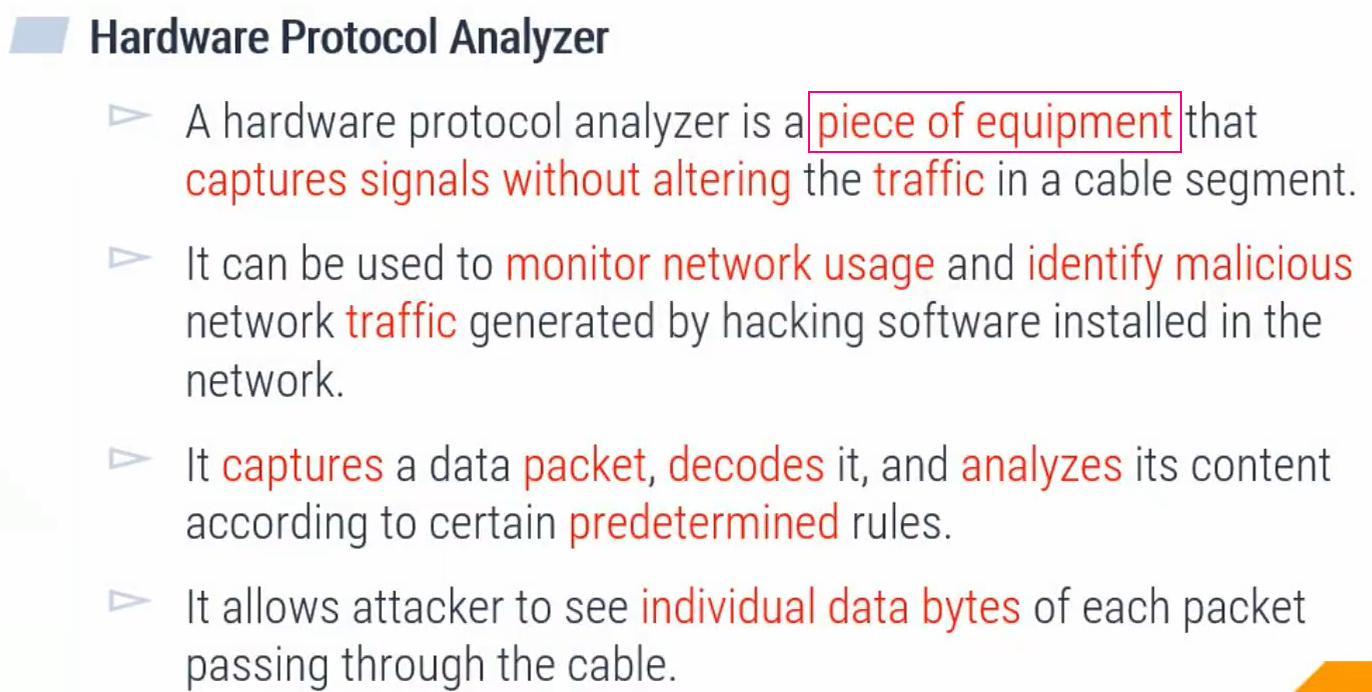 Hardware Protocol Analyzer
A hardware protocol analyzer is a piece of equipment that
captures signals without altering the traffic in a cable segment.
It can be used to monitor network usage and identify malicious
network traffic generated by hacking software installed in the
network.
It captures a data packet, decodes it, and analyzes its content
according to certain predetermined rules.
It allows attacker to see individual data bytes of each packet
passing through the cable.